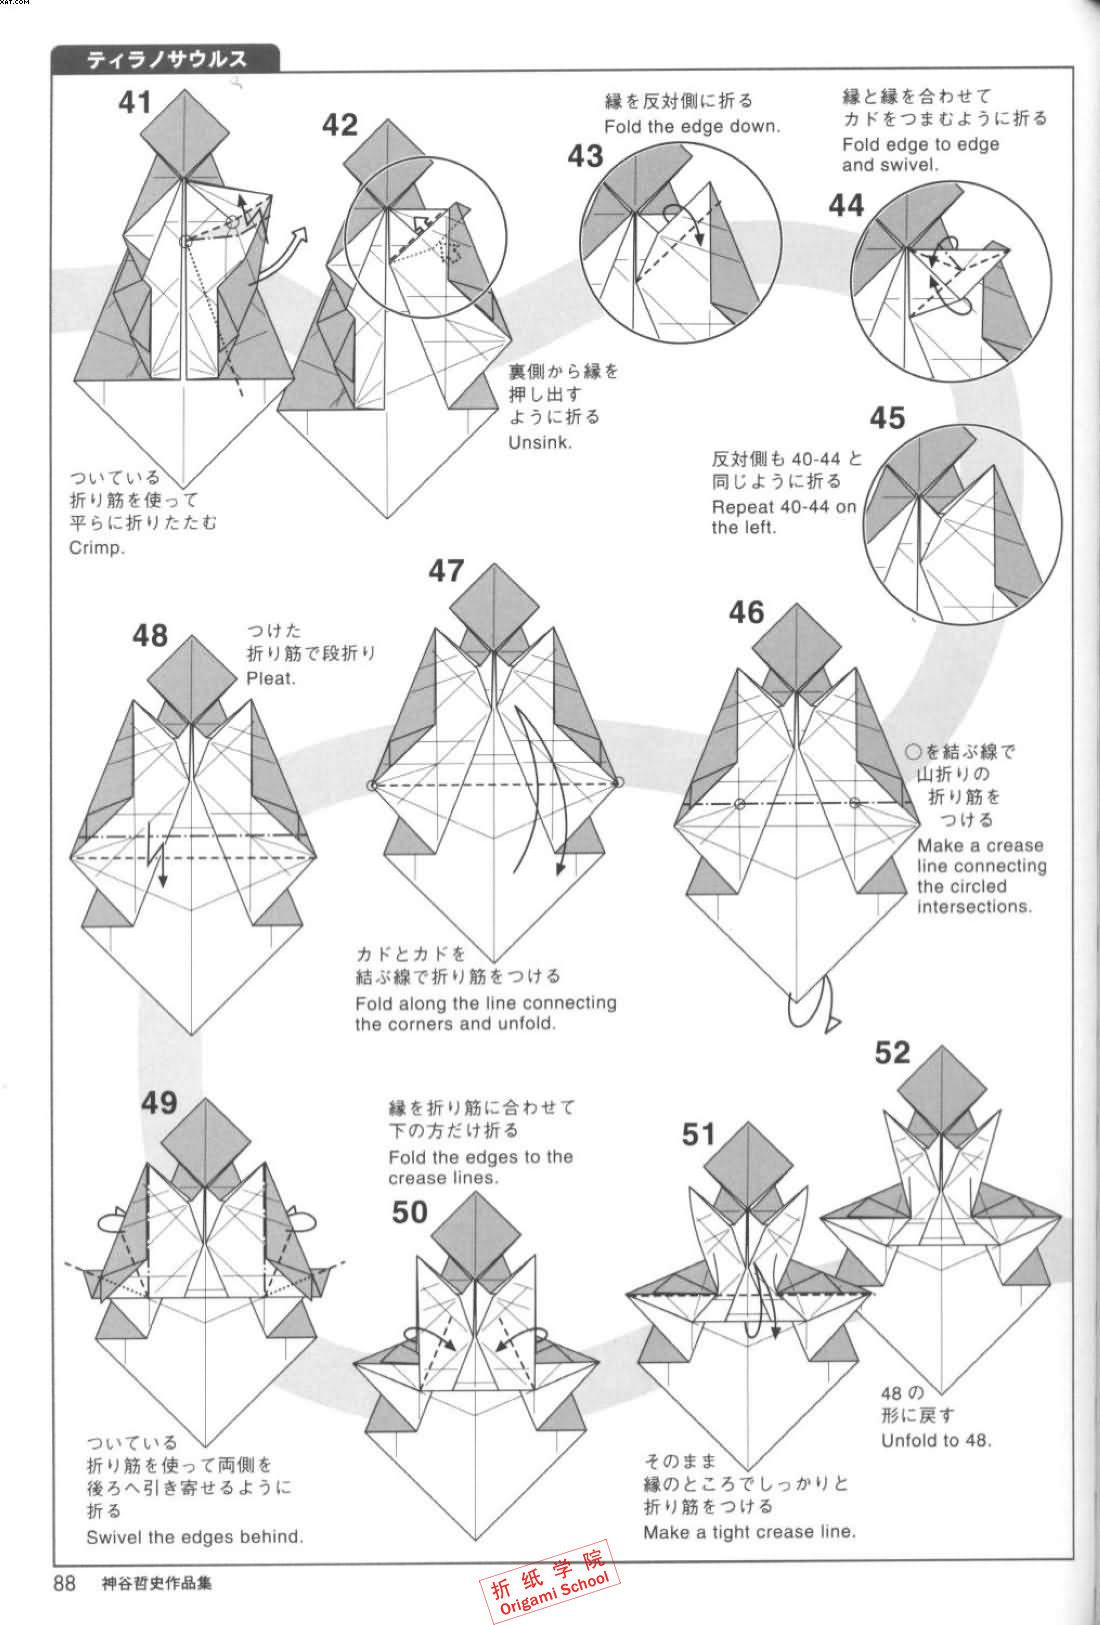 XAT.COM
ティラノサウルス
41
ついている
折り筋を使って
平らに折りたたむ
Crimp.
42
裏側から縁を
押し出す
ように折る
Unsink.
縁を反対側に折る
Fold the edge down.
43
縁と縁を合わせて
カドをつまむように折る
Fold edge to edge
and swivel.
44
45
反対側も 40-44 と
同じように折る
Repeat 40-44 on
the left.
46
○を結ぶ線で
山折りの
折り筋を
つける
Make a crease
line connecting
the circled
intersections.
47
カドとカドを
結ぶ線で折り筋をつける
Fold along the line connecting
the corners and unfold.
48
つけた
折り筋で段折り
Pleat.
49
ついている
折り筋を使って両側を
後ろへ引き寄せるように
折る
Swivel the edges behind.
縁を折り筋に合わせて
下の方だけ折る
Fold the edges to the
crease lines.
50
51
そのまま
縁のところでしっかりと
折り筋をつける
Make a tight crease line.
52
48 の
形に戻す
Unfold to 48.
88 神谷哲史作品集
折纸学院
Origami School